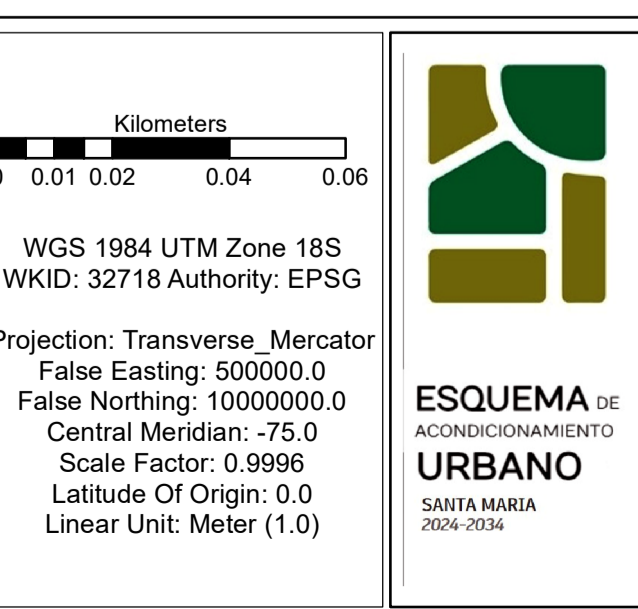 Kilometers
0 0.01 0.02 0.04 0.06
WGS 1984 UTM Zone 18S
WKID: 32718 Authority: EPSG
Projection: Transverse_Mercator
False Easting: 500000.0
False Northing: 10000000.0
Central Meridian: -75.0
Scale Factor: 0.9996
Latitude Of Origin: 0.0
Linear Unit: Meter (1.0)
ESQUEMA DE
ACONDICIONAMIENTO
URBANO
SANTA MARIA
2024-2034